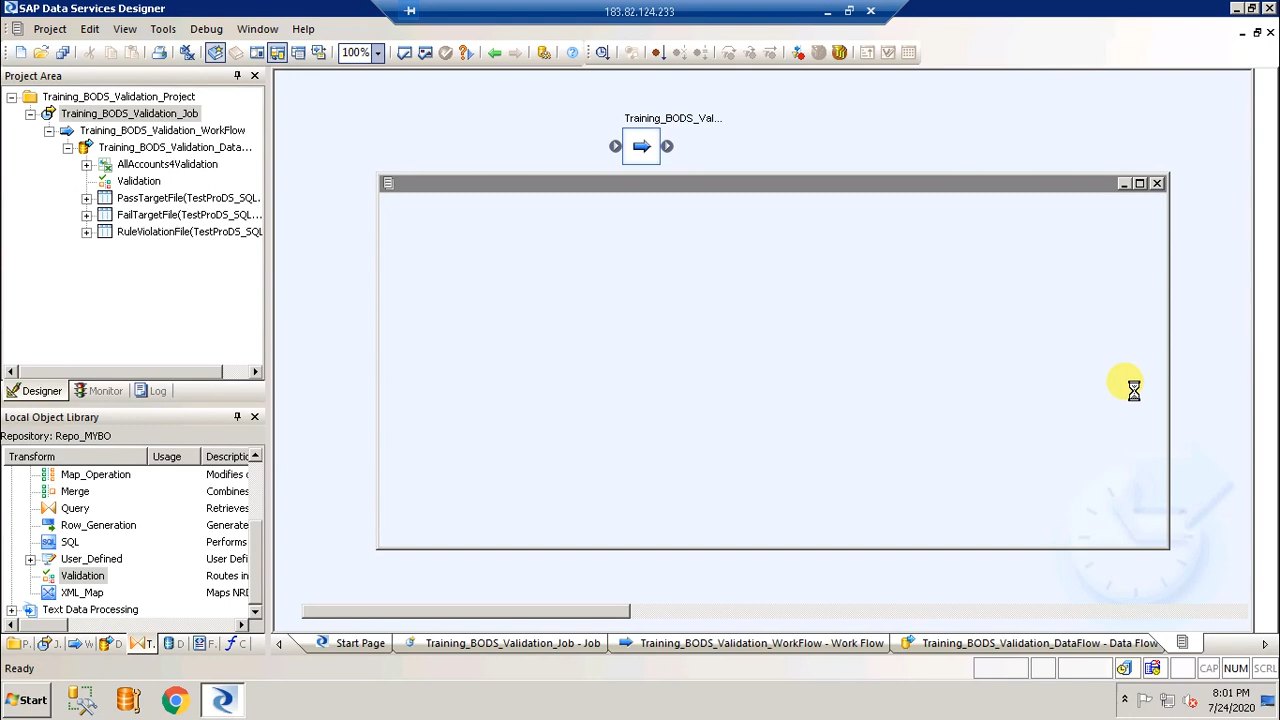 SAP Data Services Designer
183.82.124.233
Project Edit View Tools Debug Window Help
100%
Project Area
Training_BODS_Validation_Project
Training_BODS_Validation_Job
Training_BODS_Validation_WorkFlow
Training_BODS_Validation_Data...
AllAccounts4Validation
Validation
PassTargetFile(TestProDS_SQL.
FailTargetFile(TestProDS_SQL...
RuleViolationFile(TestProDS_SQL
Training_BODS_Val...
Designer Monitor Log
Local Object Library
Repository: Repo_MYBO
Transform Usage Descriptic
Map_Operation Modifies c
Merge Combines
Query Retrieves
Row_Generation Generate
SQL Performs
User_Defined User Defi
Validation Routes in
XML_Map Maps NRD
Text Data Processing
P. J. W D T. D F. C
Start Page Training_BODS_Validation_Job - Job Training_BODS_Validation_WorkFlow - Work Flow Training_BODS_Validation_DataFlow - Data Flow
Ready
CAP NUM SCRL
Start
8:01 PM
7/24/2020